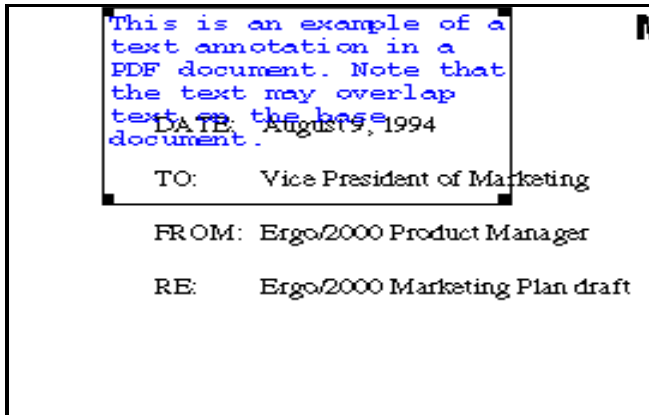 This is an example of a
text annotation in a
PDF document. Note that
the text may overlap
text on the base
document.
DATE: August 9, 1994
TO: Vice President of Marketing
FROM: Ergo/2000 Product Manager
RE: Ergo/2000 Marketing Plan draft